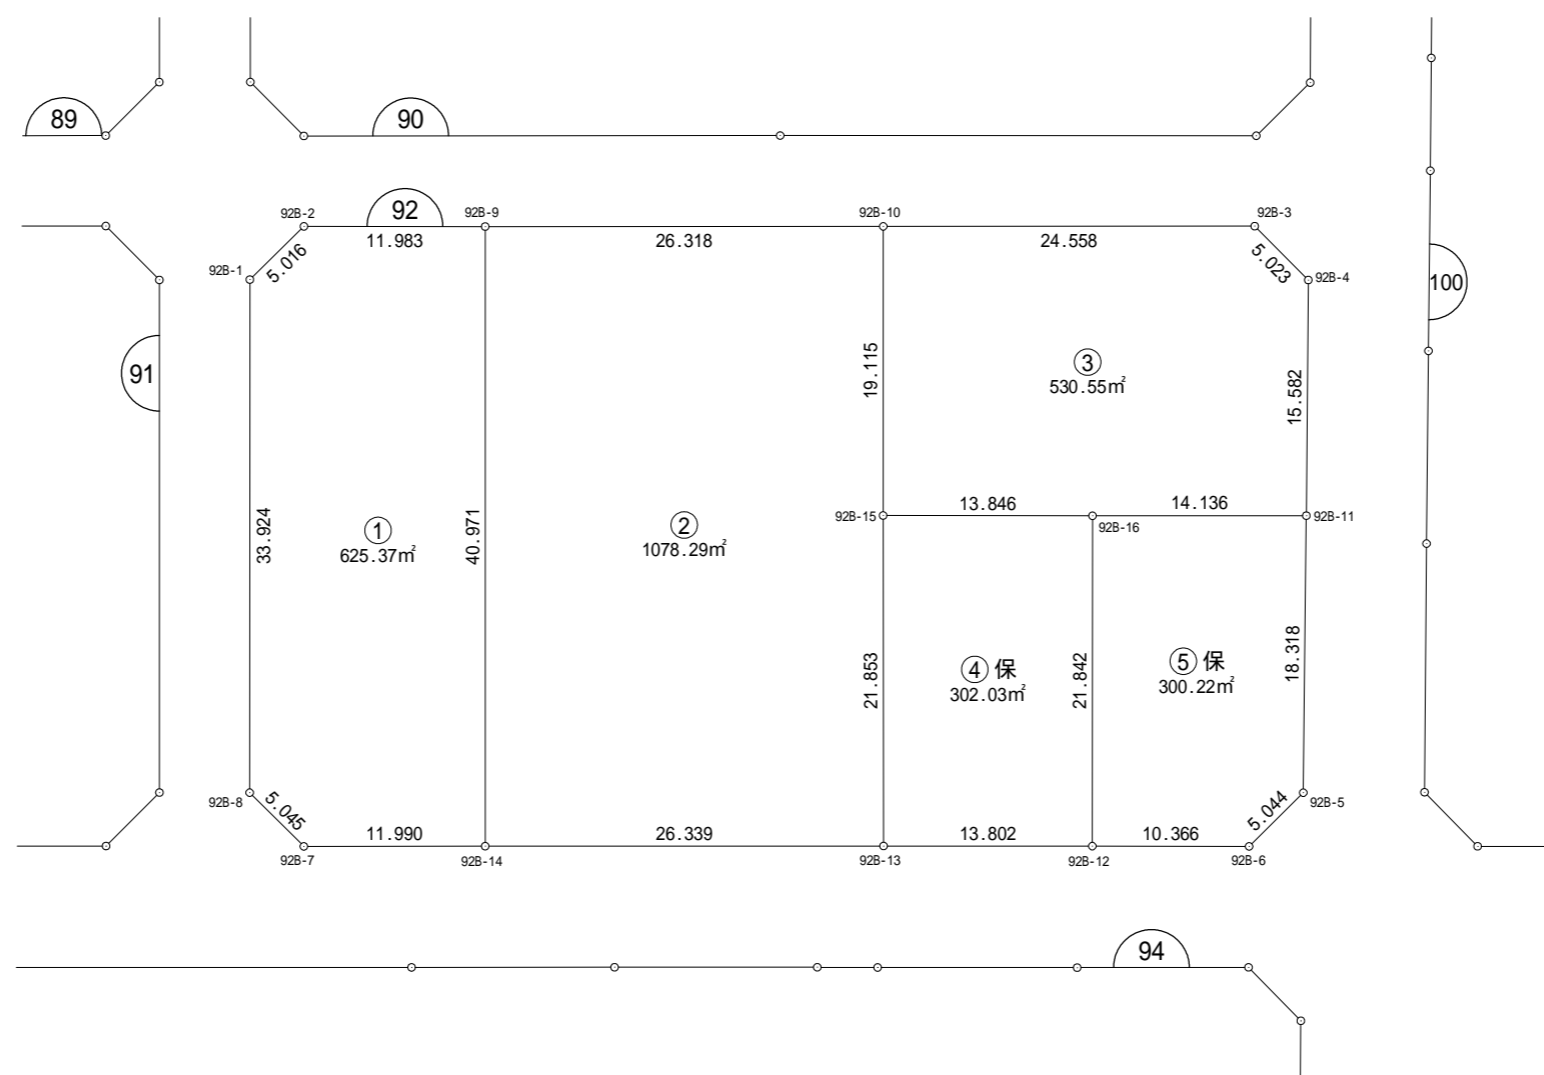 89
90
92B-2
92
92B-9
92B-10
92B-3
11.983
26.318
24.558
5.016
5.023
92B-1
92B-4
100
91
19.115
③
530.55㎡
15.582
13.846
14.136
92B-15
92B-16
92B-11
33.924
①
625.37㎡
40.971
②
1078.29㎡
21.853
④保
302.03㎡
21.842
⑤保
300.22㎡
18.318
92B-8
5.045
5.044
92B-5
11.990
26.339
13.802
10.366
92B-7
92B-14
92B-13
92B-12
92B-6
94